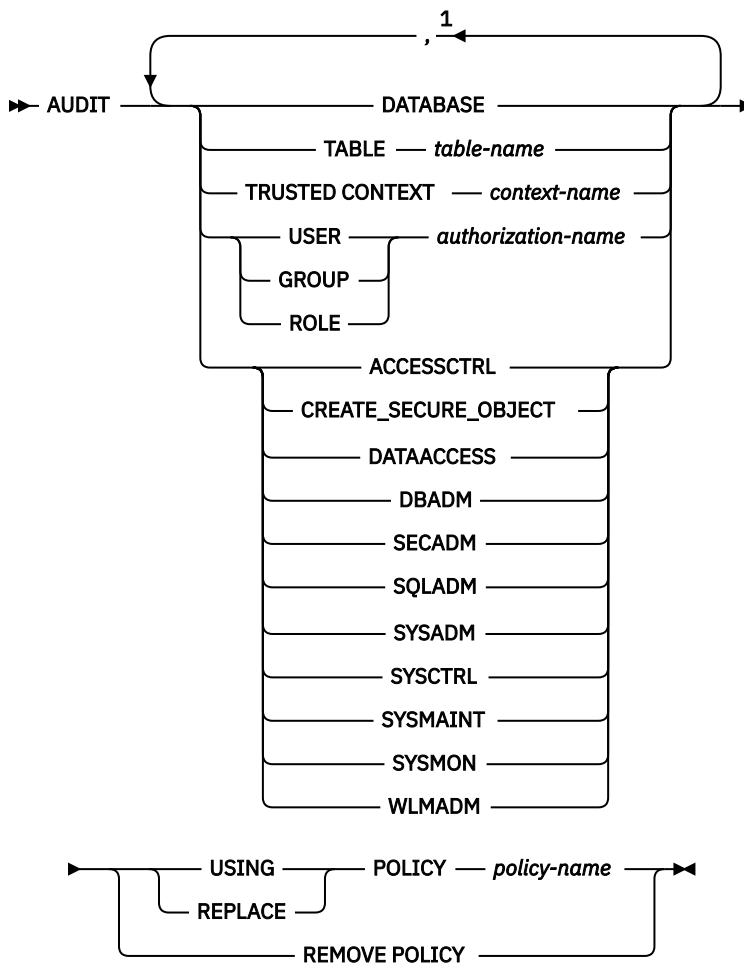 1
,
AUDIT DATABASE
TABLE table-name
TRUSTED CONTEXT context-name
USER authorization-name
GROUP
ROLE
ACCESSCTRL
CREATE_SECURE_OBJECT
DATAACCESS
DBADM
SECADM
SQLADM
SYSADM
SYSCTRL
SYSMAINT
SYSMON
WLMADM
USING POLICY policy-name
REPLACE
REMOVE POLICY